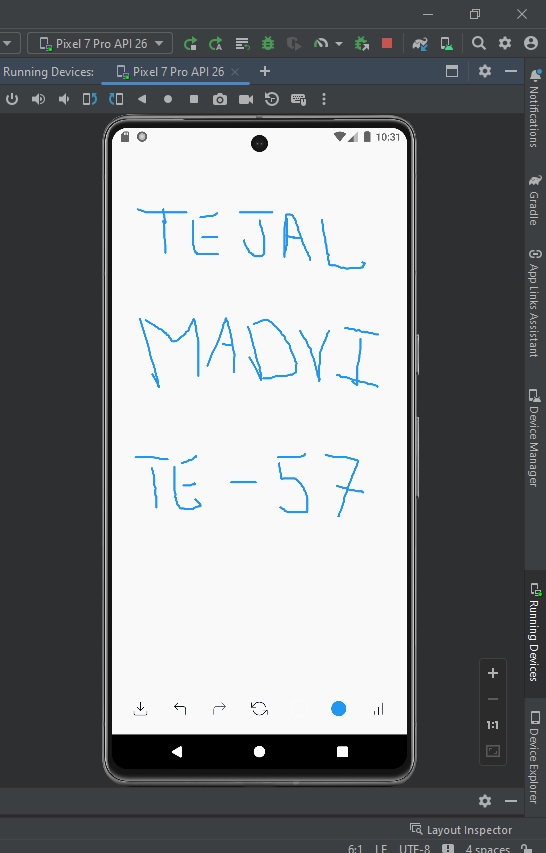 Pixel 7 Pro API 26
Running Devices: Pixel 7 Pro API 26
10:31
TEJAL
MADVI
TE-57
1:1
Notifications
Gradle
App Links Assistant
Device Manager
Running Devices
Device Explorer
Layout Inspector
6:1 LF UTF-8 4 spaces